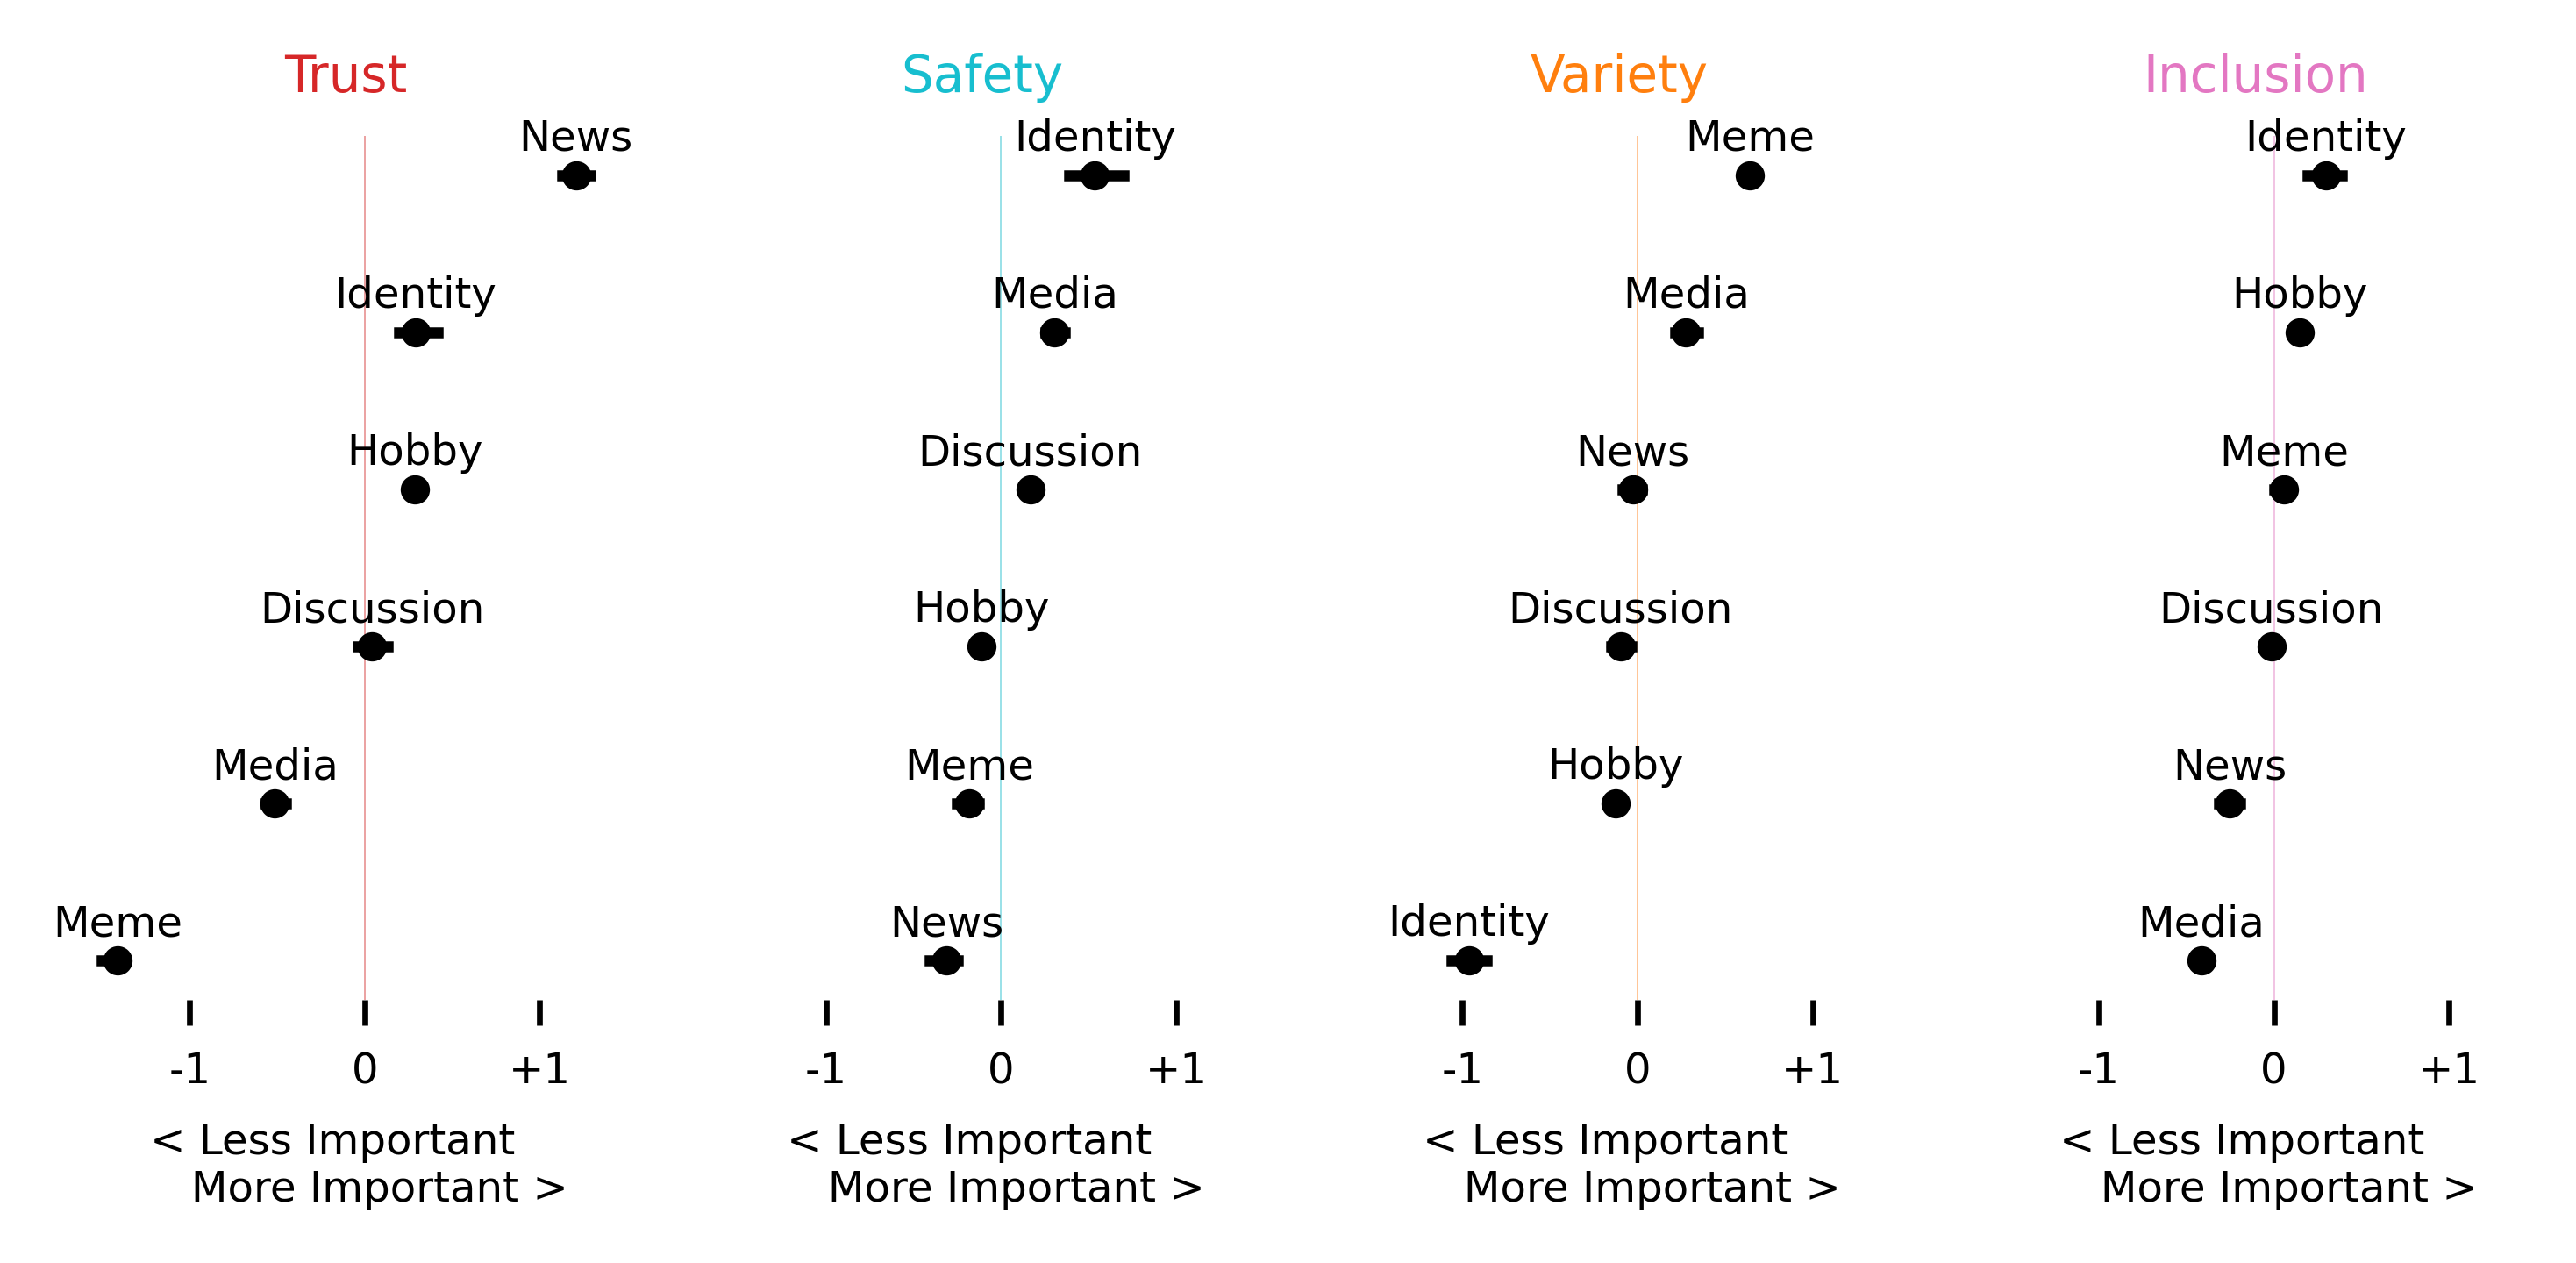 Trust
News
Identity
Hobby
Discussion
Media
Meme
-1 0 +1
< Less Important
More Important >
Safety
Identity
Media
Discussion
Hobby
Meme
News
-1 0 +1
< Less Important
More Important >
Variety
Meme
Media
News
Discussion
Hobby
Identity
-1 0 +1
< Less Important
More Important >
Inclusion
Identity
Hobby
Meme
Discussion
News
Media
-1 0 +1
< Less Important
More Important >